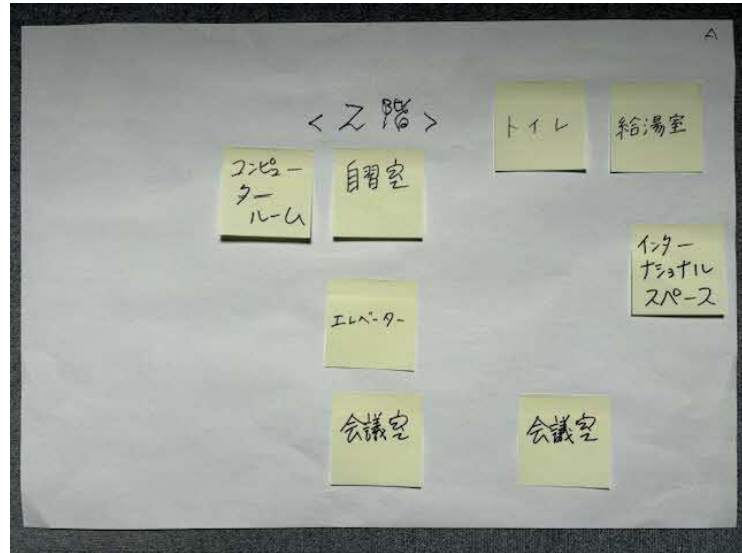 A
<2階>
トイレ
給湯室
コンピュー
ター
ルーム
自習室
インター
ナショナル
スペース
エレベーター
会議室
会議室